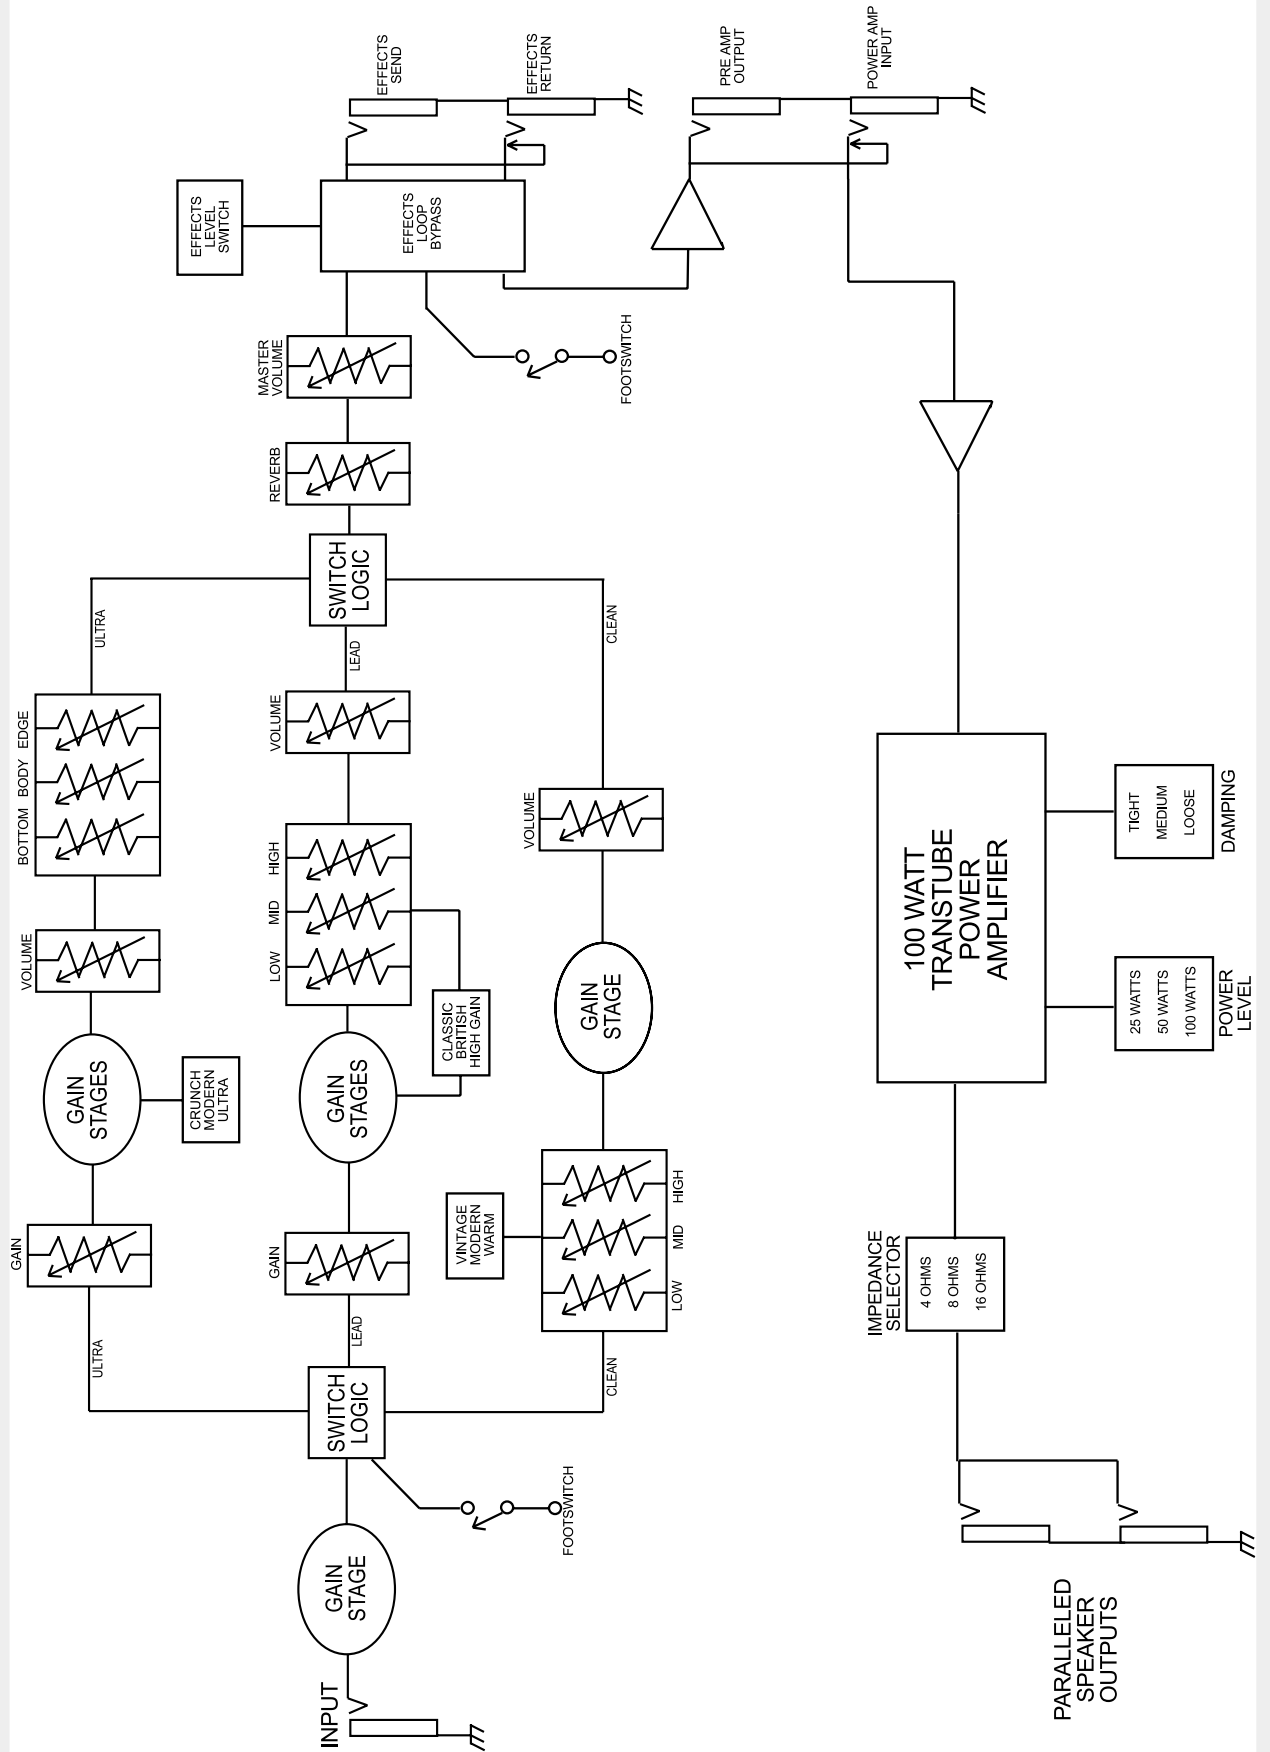 INPUT
GAIN
STAGE
FOOTSWITCH
SWITCH
LOGIC
ULTRA
LEAD
CLEAN
GAIN
GAIN
STAGES
CRUNCH
MODERN
ULTRA
VOLUME
BOTTOM
BODY
EDGE
ULTRA
GAIN
GAIN
STAGES
CLASSIC
BRITISH
HIGH GAIN
LOW
MID
HIGH
VOLUME
LEAD
VINTAGE
MODERN
WARM
LOW
MID
HIGH
GAIN
STAGE
VOLUME
CLEAN
SWITCH
LOGIC
REVERB
MASTER
VOLUME
FOOTSWITCH
EFFECTS
LEVEL
SWITCH
EFFECTS
LOOP
BYPASS
EFFECTS
SEND
EFFECTS
RETURN
PRE AMP
OUTPUT
POWER AMP
INPUT
PARALLELED
SPEAKER
OUTPUTS
IMPEDANCE
SELECTOR
4 OHMS
8 OHMS
16 OHMS
100 WATT
TRANSTUBE
POWER
AMPLIFIER
25 WATTS
50 WATTS
100 WATTS
POWER
LEVEL
TIGHT
MEDIUM
LOOSE
DAMPING